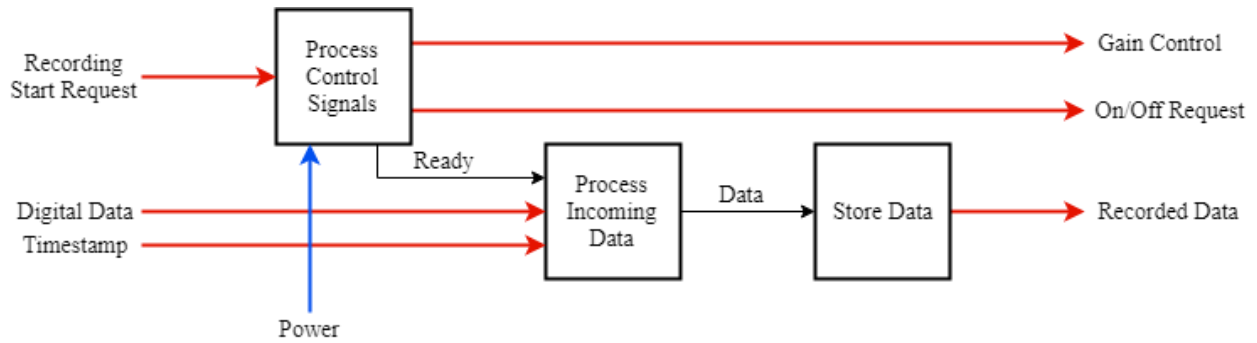 Recording
Start Request
Process
Control
Signals
Gain Control
On/Off Request
Ready
Digital Data
Timestamp
Process
Incoming
Data
Data
Store Data
Recorded Data
Power